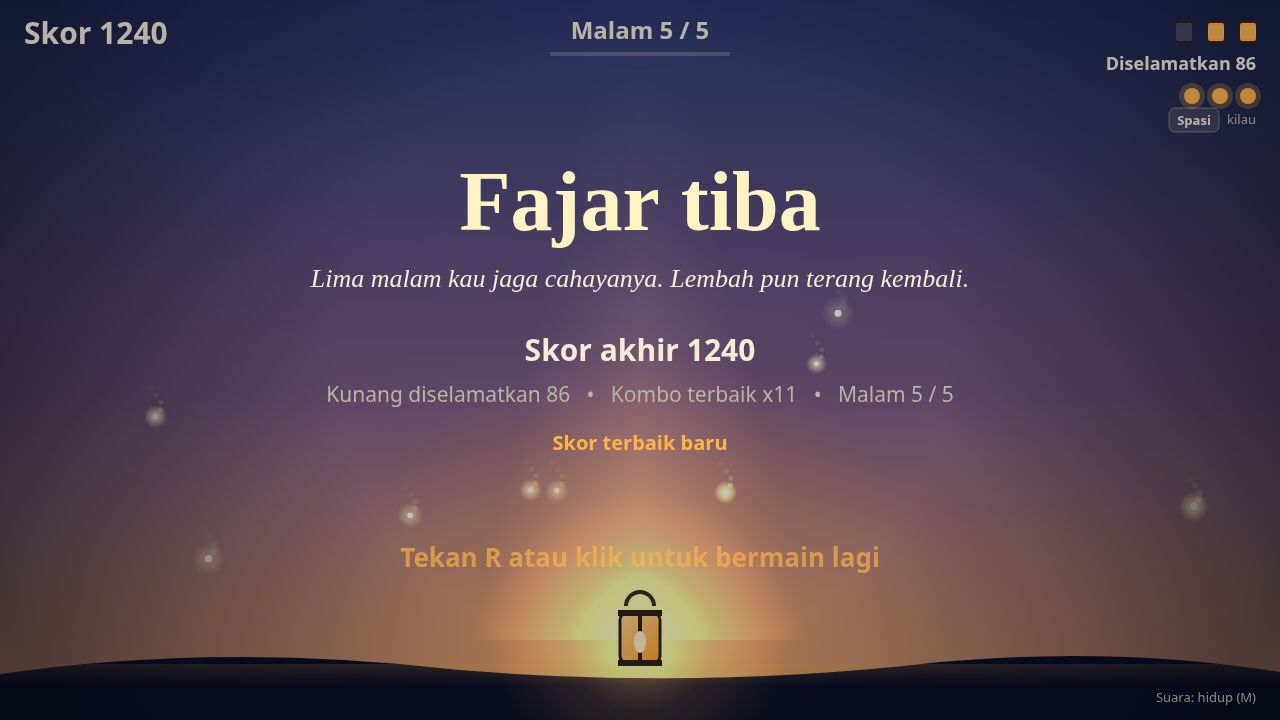 Skor 1240
Malam 5 / 5
Diselamatkan 86
Spasi kilau
Fajar tiba
Lima malam kau jaga cahayanya. Lembah pun terang kembali.
Skor akhir 1240
Kunang diselamatkan 86 • Kombo terbaik x11 • Malam 5 / 5
Skor terbaik baru
Tekan R atau klik untuk bermain lagi
Suara: hidup (M)